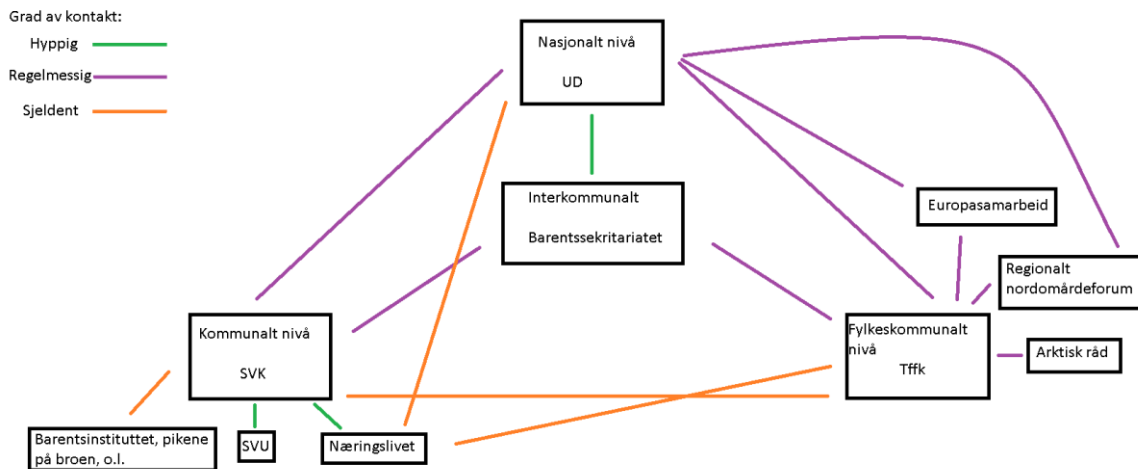 Grad av kontakt:
Hyppig
Regelmessig
Sjeldent
Nasjonalt nivå
UD
Interkommunalt
Barentssekritariatet
Europasamarbeid
Regionalt
nordomårdeforum
Kommunalt nivå
SVK
Fylkeskommunalt
nivå
Tffk
Arktisk råd
Barentsinstituttet, pikene
på broen, o.l.
SVU
Næringslivet